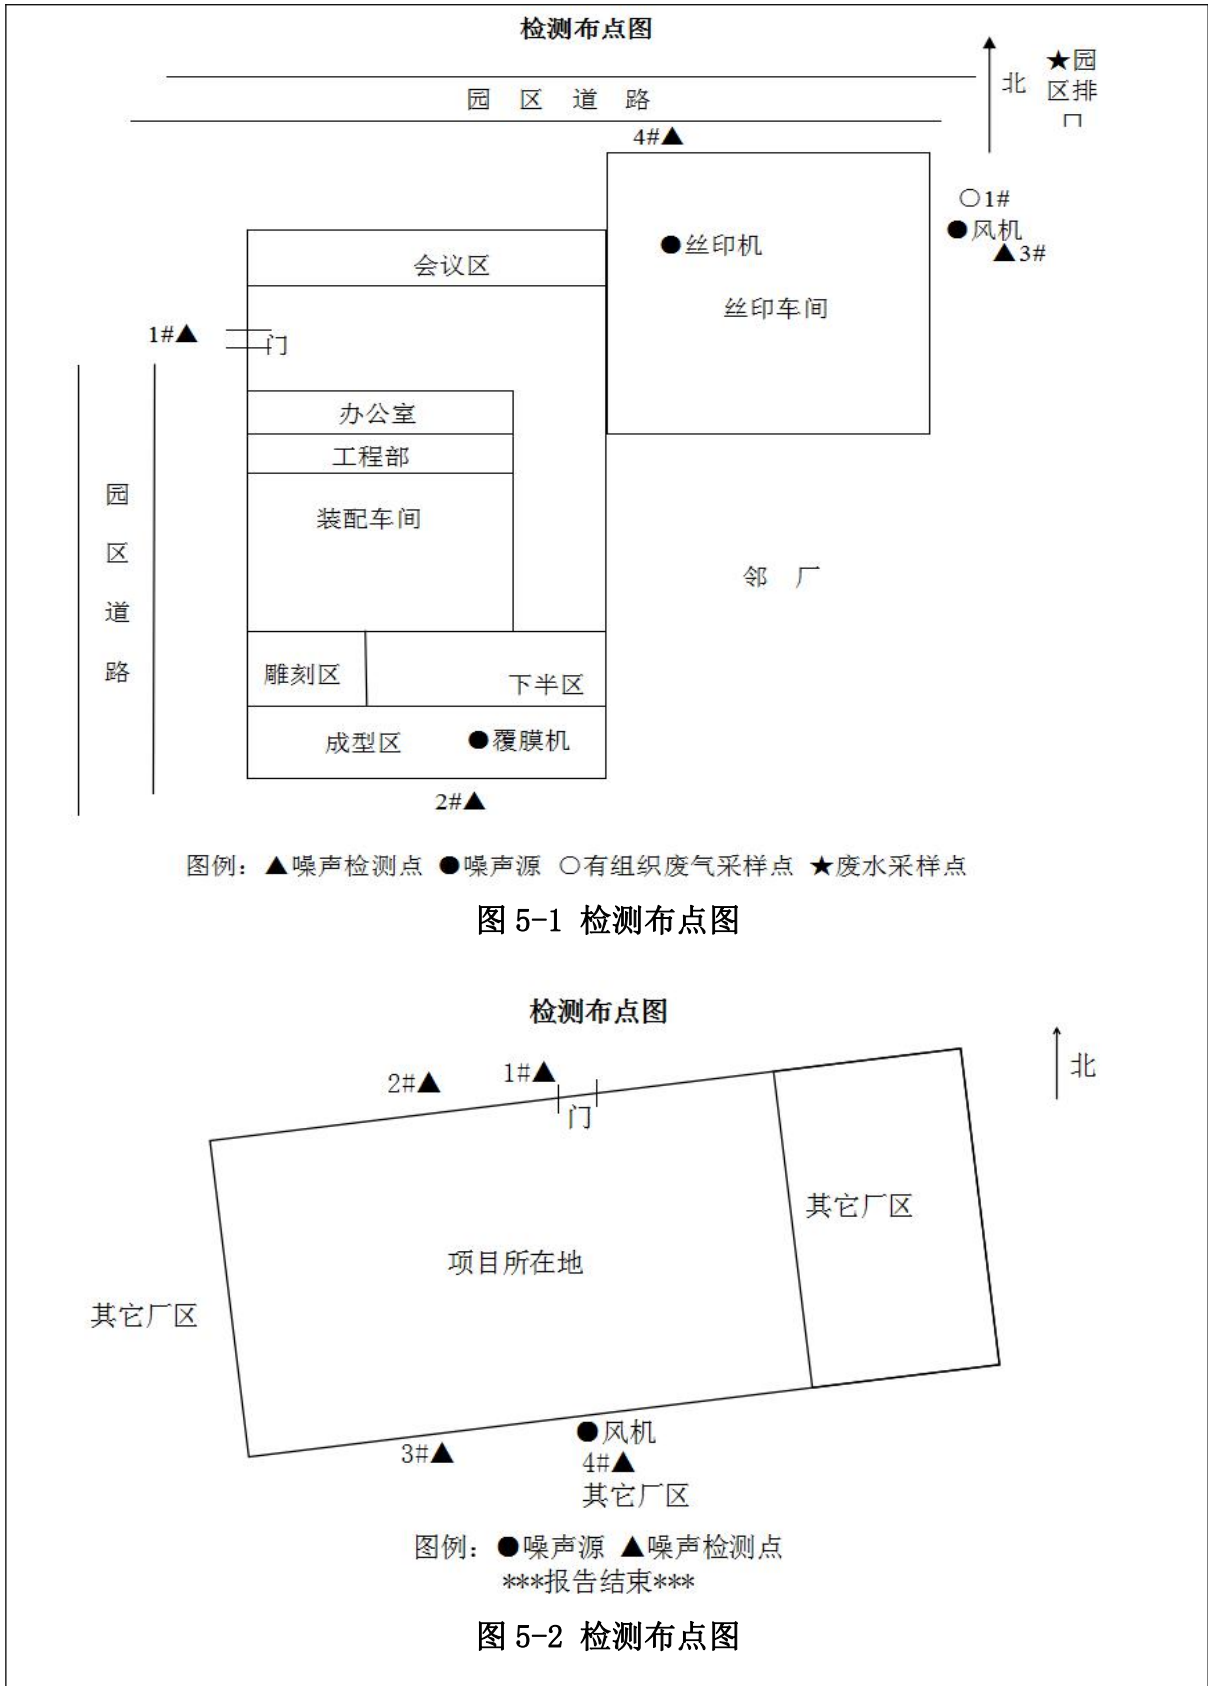 检测布点图
北
★园
区排
口
园 区 道 路
4#▲
○1#
●风机
▲3#
●丝印机
丝印车间
会议区
1#▲
门
办公室
工程部
装配车间
园
区
道
路
邻 厂
雕刻区
下半区
成型区
●覆膜机
2#▲
图例：▲噪声检测点 ●噪声源 ○有组织废气采样点 ★废水采样点
图 5-1 检测布点图
检测布点图
北
2#▲
1#▲
门
其它厂区
项目所在地
其它厂区
●风机
3#▲
4#▲
其它厂区
图例：●噪声源 ▲噪声检测点
***报告结束***
图 5-2 检测布点图